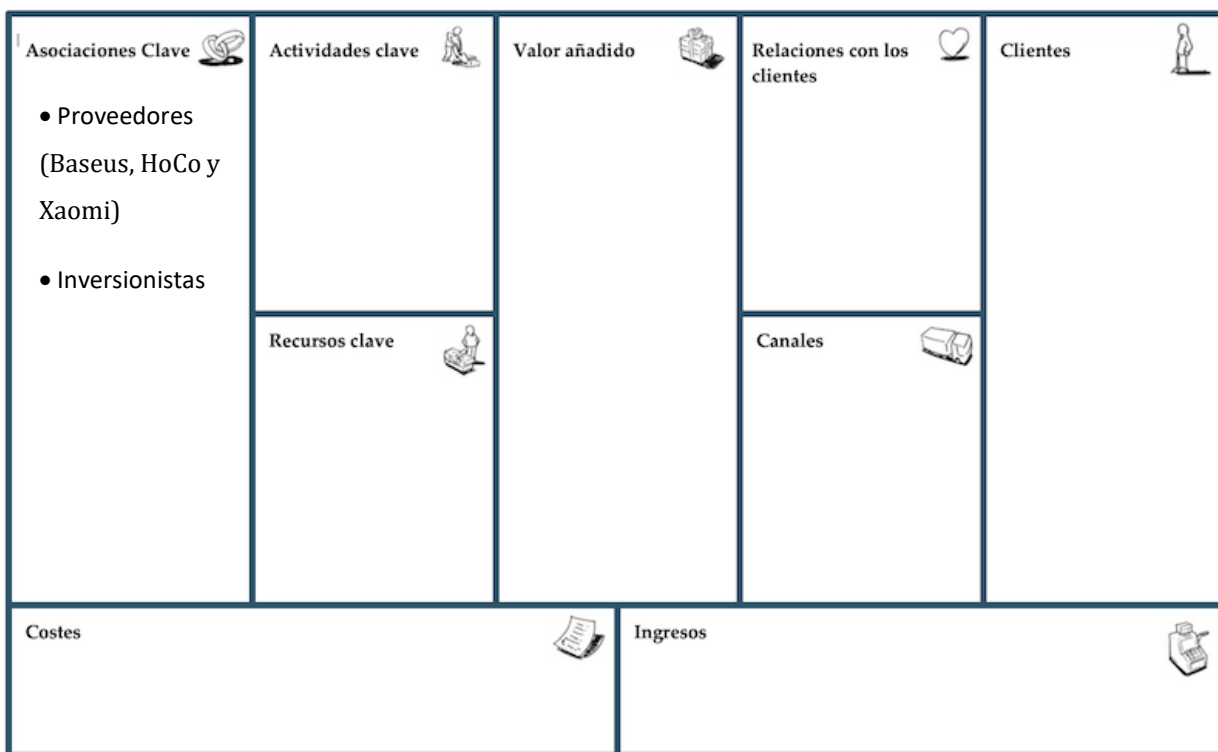 Asociaciones Clave
• Proveedores
(Baseus, HoCo y
Xaomi)
• Inversionistas
Actividades clave
Recursos clave
Valor añadido
Relaciones con los
clientes
Canales
Clientes
Costes
Ingresos